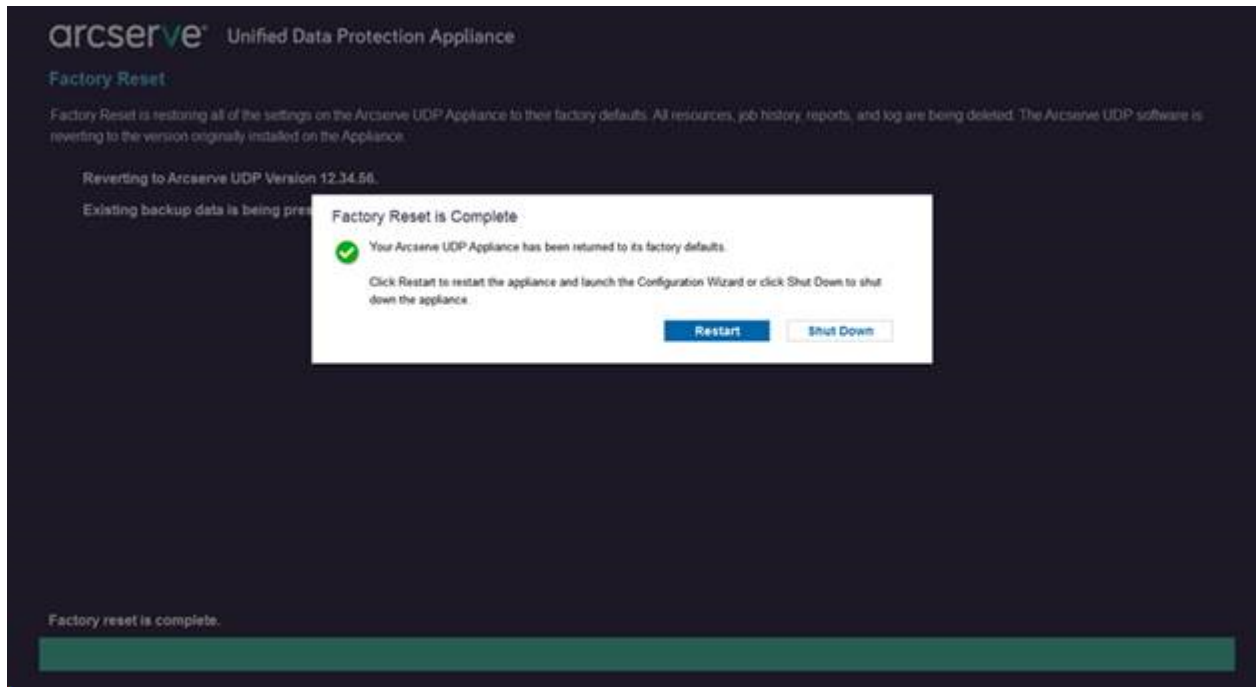 arcserve® Unified Data Protection Appliance
Factory Reset
Factory Reset is restoring all of the settings on the Arcserve UDP Appliance to their factory defaults. All resources, job history, reports, and log are being deleted. The Arcserve UDP software is
reverting to the version originally installed on the Appliance.
Reverting to Arcserve UDP Version 12.34.56.
Existing backup data is being pres
Factory Reset is Complete
Your Arcserve UDP Appliance has been returned to its factory defaults.
Click Restart to restart the appliance and launch the Configuration Wizard or click Shut Down to shut
down the appliance.
Restart Shut Down
Factory reset is complete.